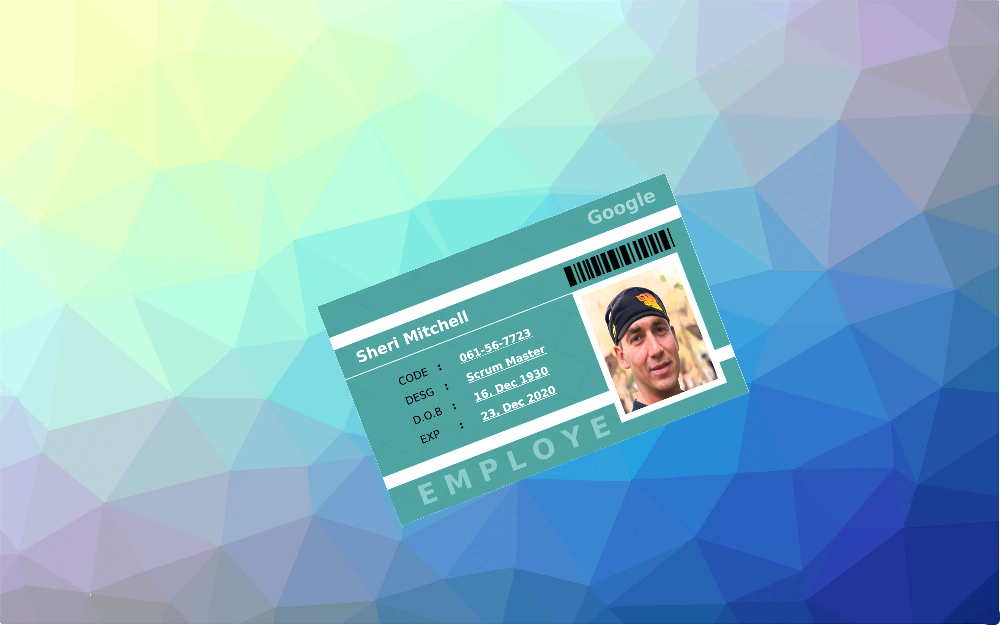 Google
Sheri Mitchell
CODE : 061-56-7723
DESG : Scrum Master
D.O.B : 16, Dec 1930
EXP : 23, Dec 2020
EMPLOYE